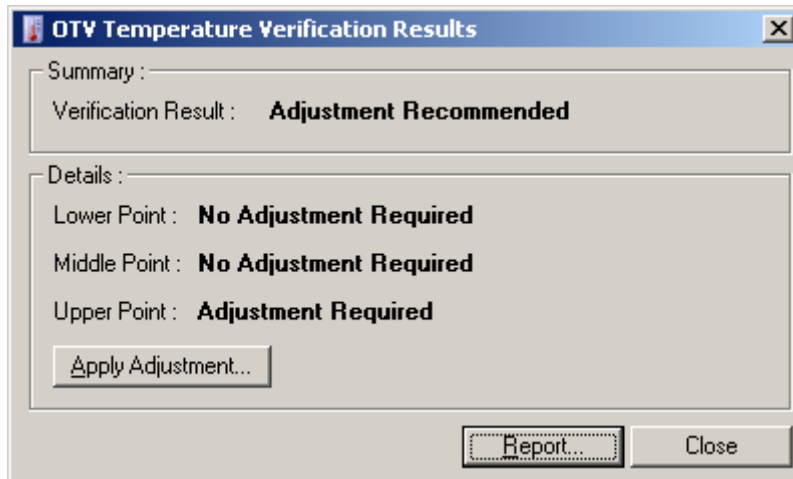 OTV Temperature Verification Results
Summary :
Verification Result : Adjustment Recommended
Details :
Lower Point : No Adjustment Required
Middle Point : No Adjustment Required
Upper Point : Adjustment Required
Apply Adjustment...
Report... Close